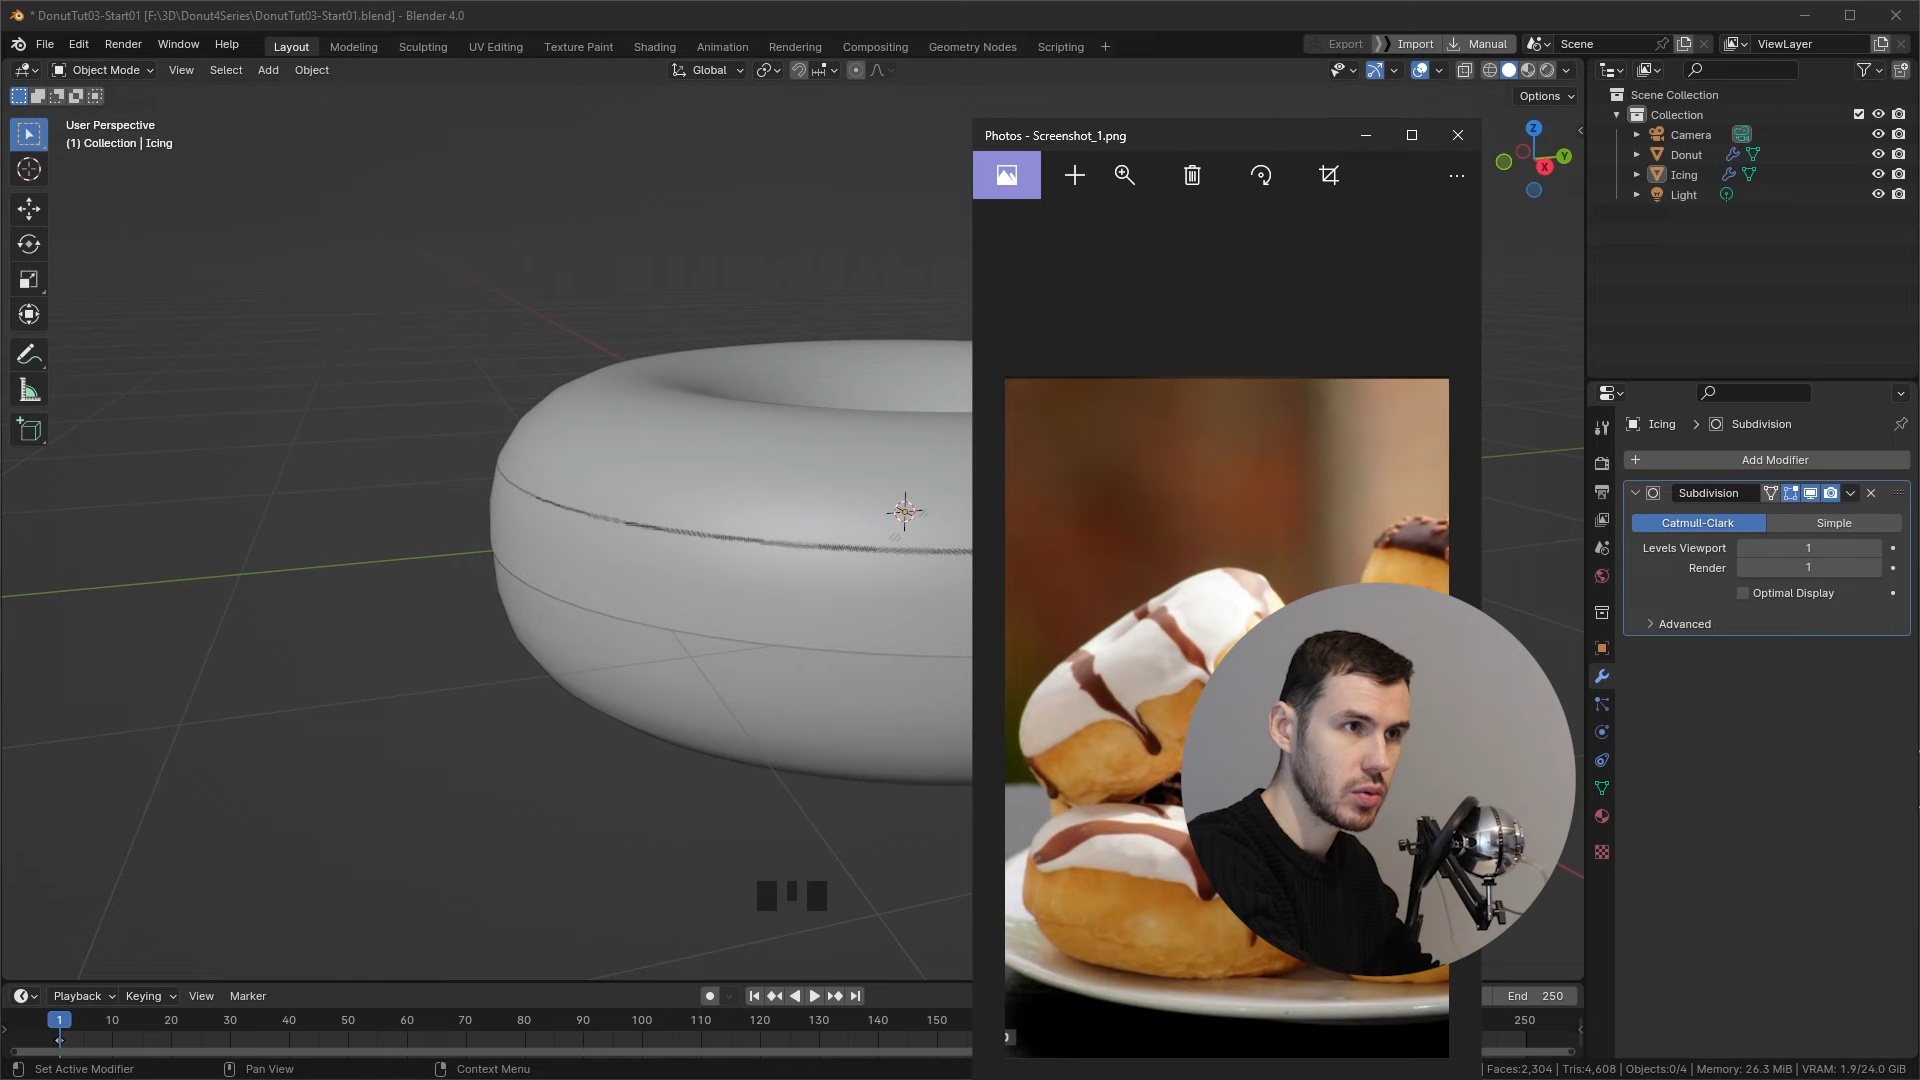 * DonutTut03-Start01 [F:\3D\Donut4Series\DonutTut03-Start01.blend] - Blender 4.0
File Edit Render Window Help Layout Modeling Sculpting UV Editing Texture Paint Shading Animation Rendering Compositing Geometry Nodes Scripting + Export Import Manual Scene ViewLayer
Object Mode View Select Add Object Global
Options
User Perspective
(1) Collection | Icing
Photos - Screenshot_1.png
Z
Y
X
Scene Collection
Collection
Camera
Donut
Icing
Light
Icing > Subdivision
+ Add Modifier
Subdivision
Catmull-Clark Simple
Levels Viewport 1
Render 1
Optimal Display
Advanced
Playback Keying View Marker End 250
1 10 20 30 40 50 60 70 80 90 100 110 120 130 140 150 250
Set Active Modifier Pan View Context Menu Faces:2,304 | Tris:4,608 | Objects:0/4 | Memory: 26.3 MiB | VRAM: 1.9/24.0 GiB